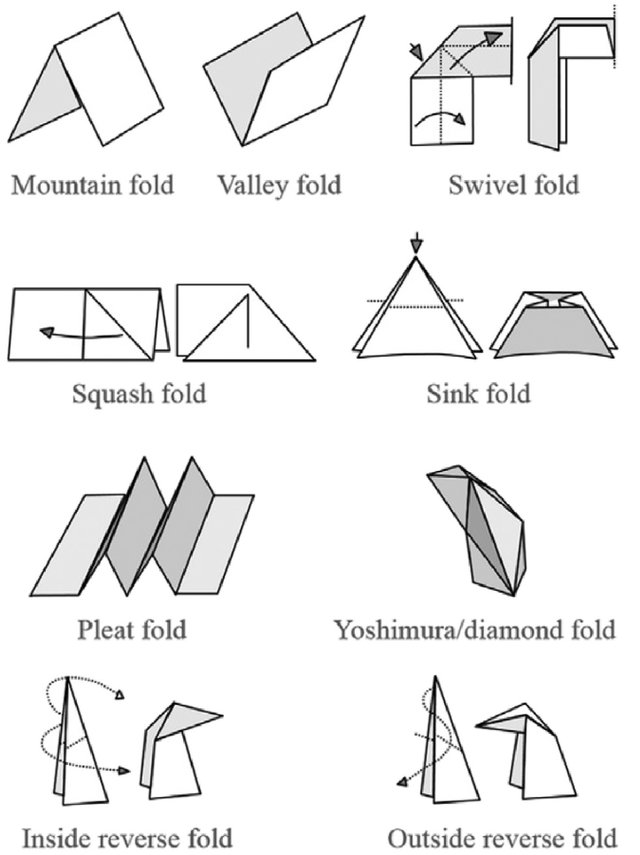 Mountain fold
Valley fold
Swivel fold
Squash fold
Sink fold
Pleat fold
Yoshimura/diamond fold
Inside reverse fold
Outside reverse fold